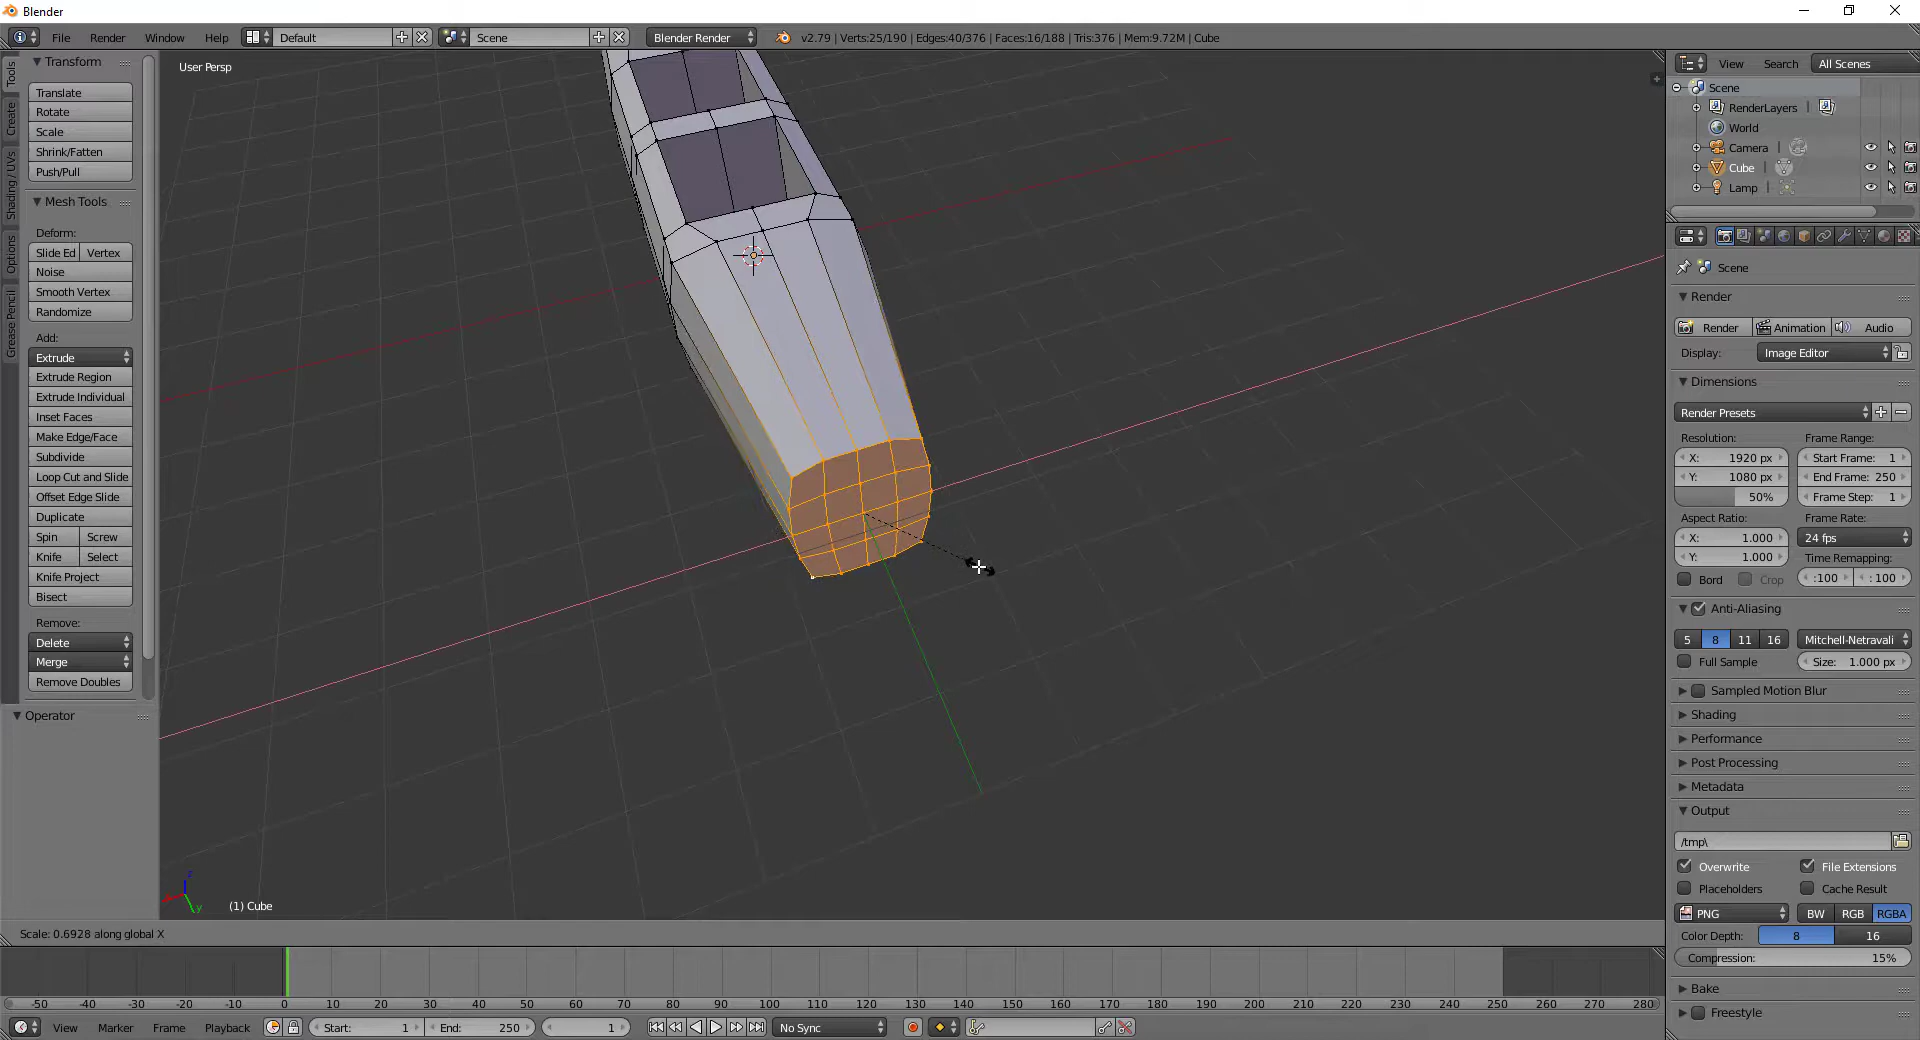 Blender
File Render Window Help Default Scene Blender Render v2.79 | Verts:25/190 | Edges:40/376 | Faces:16/188 | Tris:376 | Mem:9.72M | Cube
Tools
Create
Shading / UVs
Options
Grease Pencil
Transform
Translate
Rotate
Scale
Shrink/Fatten
Push/Pull
Mesh Tools
Deform:
Slide Ed Vertex
Noise
Smooth Vertex
Randomize
Add:
Extrude
Extrude Region
Extrude Individual
Inset Faces
Make Edge/Face
Subdivide
Loop Cut and Slide
Offset Edge Slide
Duplicate
Spin Screw
Knife Select
Knife Project
Bisect
Remove:
Delete
Merge
Remove Doubles
Operator
User Persp
z
y
(1) Cube
Scale: 0.6928 along global X
View Search All Scenes
Scene
RenderLayers
World
Camera
Cube
Lamp
Scene
Render
Render Animation Audio
Display: Image Editor
Dimensions
Render Presets
Resolution: Frame Range:
X: 1920 px Start Frame: 1
Y: 1080 px End Frame: 250
50% Frame Step: 1
Aspect Ratio: Frame Rate:
X: 1.000 24 fps
Y: 1.000 Time Remapping:
Bord Crop :100 : 100
Anti-Aliasing
5 8 11 16 Mitchell-Netravali
Full Sample Size: 1.000 px
Sampled Motion Blur
Shading
Performance
Post Processing
Metadata
Output
/tmp\
Overwrite File Extensions
Placeholders Cache Result
PNG BW RGB RGBA
Color Depth: 8 16
Compression: 15%
Bake
Freestyle
-50 -40 -30 -20 -10 0 10 20 30 40 50 60 70 80 90 100 110 120 130 140 150 160 170 180 190 200 210 220 230 240 250 260 270 280
View Marker Frame Playback Start: 1 End: 250 1 No Sync